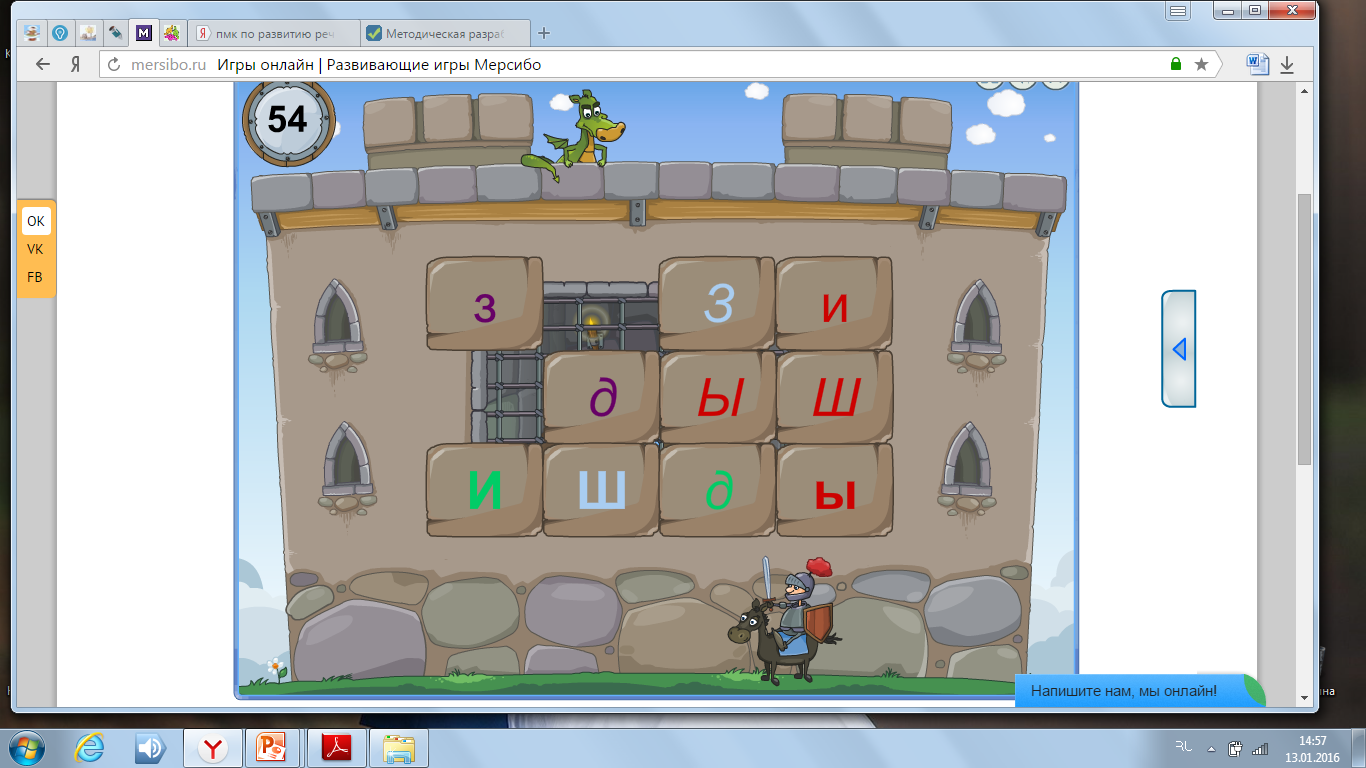 M
Я пмк по развитию реч
Методическая разраб
+
Я mersibo.ru Игры онлайн | Развивающие игры Мерсибо
54
OK
VK
FB
з З и
д Ы Ш
И Ш д ы
Напишите нам, мы онлайн!
RL
14:57
13.01.2016